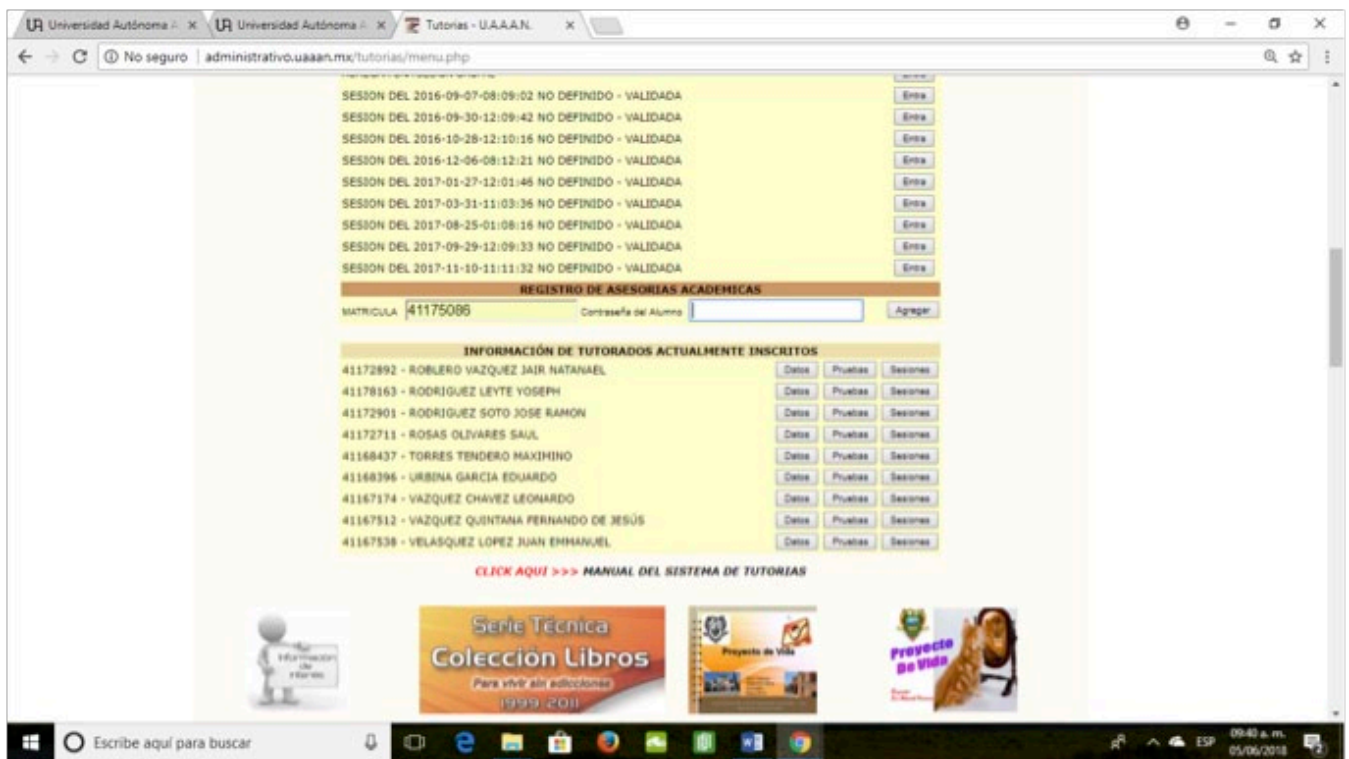 Universidad Autónoma A
Universidad Autónoma A
Tutorias - U.A.A.A.N.
No seguro | administrativo.uaaan.mx/tutorias/menu.php
SESION DEL 2016-09-07-08:09:02 NO DEFINIDO - VALIDADA Entra
SESION DEL 2016-09-30-12:09:42 NO DEFINIDO - VALIDADA Entra
SESION DEL 2016-10-28-12:10:16 NO DEFINIDO - VALIDADA Entra
SESION DEL 2016-12-06-08:12:21 NO DEFINIDO - VALIDADA Entra
SESION DEL 2017-01-27-12:01:46 NO DEFINIDO - VALIDADA Entra
SESION DEL 2017-03-31-11:03:36 NO DEFINIDO - VALIDADA Entra
SESION DEL 2017-08-25-01:08:16 NO DEFINIDO - VALIDADA Entra
SESION DEL 2017-09-29-12:09:33 NO DEFINIDO - VALIDADA Entra
SESION DEL 2017-11-10-11:11:32 NO DEFINIDO - VALIDADA Entra
REGISTRO DE ASESORIAS ACADEMICAS
MATRICULA 41175086 Contraseña del Alumno Agregar
INFORMACIÓN DE TUTORADOS ACTUALMENTE INSCRITOS
41172892 - ROBLERO VAZQUEZ JAIR NATANAEL Datos Pruebas Sesiones
41178163 - RODRIGUEZ LEYTE YOSEPH Datos Pruebas Sesiones
41172901 - RODRIGUEZ SOTO JOSE RAMON Datos Pruebas Sesiones
41172711 - ROSAS OLIVARES SAUL Datos Pruebas Sesiones
41168437 - TORRES TENDERO MAXIMINO Datos Pruebas Sesiones
41168396 - URBINA GARCIA EDUARDO Datos Pruebas Sesiones
41167174 - VAZQUEZ CHAVEZ LEONARDO Datos Pruebas Sesiones
41167512 - VAZQUEZ QUINTANA FERNANDO DE JESÚS Datos Pruebas Sesiones
41167538 - VELASQUEZ LOPEZ JUAN EMMANUEL Datos Pruebas Sesiones
CLICK AQUI >>> MANUAL DEL SISTEMA DE TUTORIAS
Información
de
interes
Serie Técnica
Colección Libros
Para vivir sin adicciones
1999-2011
Proyecto de Vida
Proyecto
De Vida
Escribe aquí para buscar
ESP
09:40 a. m.
05/06/2018